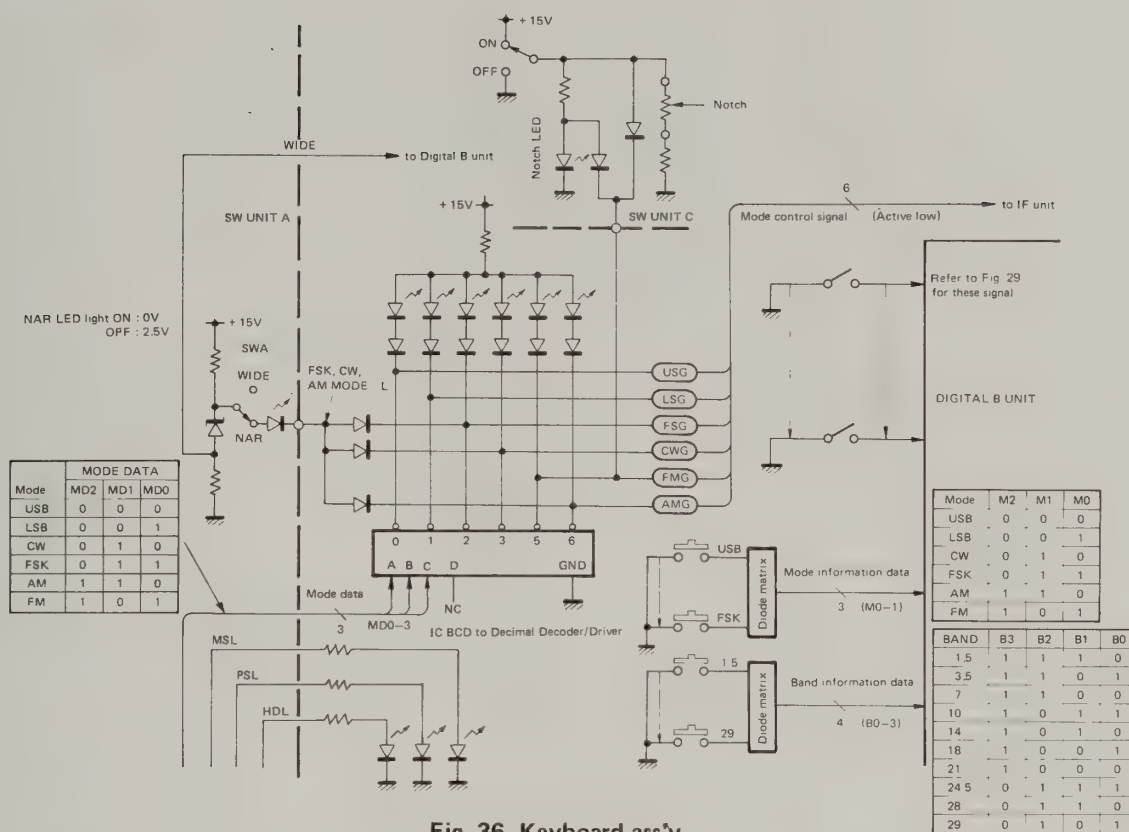 + 15V
ON
OFF
Notch
Notch LED
WIDE
to Digital B unit
+ 15V
SW UNIT A
SW UNIT C
6
Mode control signal (Active low)
to IF unit
Refer to Fig 29
for these signal
NAR LED light ON : 0V
OFF : 2.5V
+ 15V
SWA
WIDE
NAR
FSK, CW,
AM MODE L
USG
LSG
FSG
CWG
FMG
AMG
DIGITAL B UNIT
MODE DATA
Mode MD2 MD1 MD0
USB 0 0 0
LSB 0 0 1
CW 0 1 0
FSK 0 1 1
AM 1 1 0
FM 1 0 1
0 1 2 3 5 6
A B C D GND
Mode data
3
MD0–3
NC
IC BCD to Decimal Decoder/Driver
MSL
PSL
HDL
USB
FSK
Diode matrix
Mode information data
3 (M0-1)
1 5
29
Diode matrix
Band information data
4 (B0-3)
Mode M2 M1 M0
USB 0 0 0
LSB 0 0 1
CW 0 1 0
FSK 0 1 1
AM 1 1 0
FM 1 0 1
BAND B3 B2 B1 B0
1.5 1 1 1 0
3.5 1 1 0 1
7 1 1 0 0
10 1 0 1 1
14 1 0 1 0
18 1 0 0 1
21 1 0 0 0
24 5 0 1 1 1
28 0 1 1 0
29 0 1 0 1
Fig. 36 Keyboard ass'y